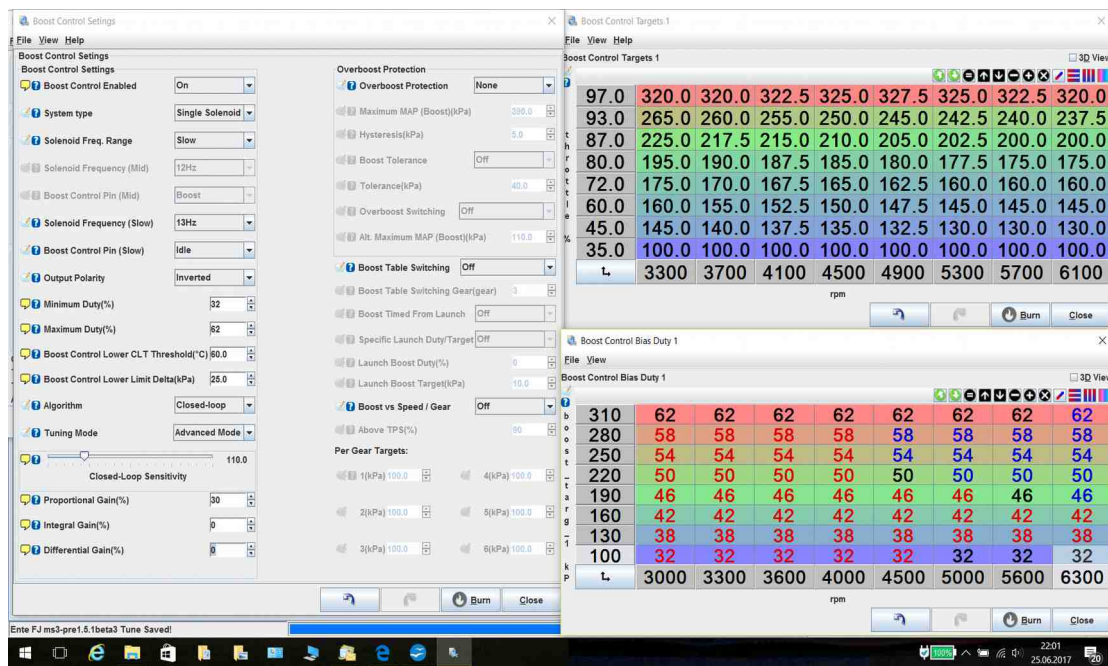 Boost Control Setings
File View Help
Boost Control Setings
Boost Control Settings
Boost Control Enabled On
System type Single Solenoid
Solenoid Freq. Range Slow
Solenoid Frequency (Mid) 12Hz
Boost Control Pin (Mid) Boost
Solenoid Frequency (Slow) 13Hz
Boost Control Pin (Slow) Idle
Output Polarity Inverted
Minimum Duty(%) 32
Maximum Duty(%) 62
Boost Control Lower CLT Threshold(°C) 60.0
Boost Control Lower Limit Delta(kPa) 25.0
Algorithm Closed-loop
Tuning Mode Advanced Mode
110.0
Closed-Loop Sensitivity
Proportional Gain(%) 30
Integral Gain(%) 0
Differential Gain(%) 0
Overboost Protection
Overboost Protection None
Maximum MAP (Boost)(kPa)
Hysteresis(kPa) 5.0
Boost Tolerance Off
Tolerance(kPa) 40.0
Overboost Switching Off
Alt. Maximum MAP (Boost)(kPa) 110.0
Boost Table Switching Off
Boost Table Switching Gear(gear) 3
Boost Timed From Launch Off
Specific Launch Duty/Target Off
Launch Boost Duty(%) 0
Launch Boost Target(kPa) 10.0
Boost vs Speed / Gear Off
Above TPS(%) 90
Per Gear Targets:
1(kPa) 100.0 4(kPa) 100.0
2(kPa) 100.0 5(kPa) 100.0
3(kPa) 100.0 6(kPa) 100.0
Burn Close
Ente FJ ms3-pre1.5.1beta3 Tune Saved!
Boost Control Targets 1
File View Help
Boost Control Targets 1 3D View
throttle %
97.0 320.0 320.0 322.5 325.0 327.5 325.0 322.5 320.0
93.0 265.0 260.0 255.0 250.0 245.0 242.5 240.0 237.5
87.0 225.0 217.5 215.0 210.0 205.0 202.5 200.0 200.0
80.0 195.0 190.0 187.5 185.0 180.0 177.5 175.0 175.0
72.0 175.0 170.0 167.5 165.0 162.5 160.0 160.0 160.0
60.0 160.0 155.0 152.5 150.0 147.5 145.0 145.0 145.0
45.0 145.0 140.0 137.5 135.0 132.5 130.0 130.0 130.0
35.0 100.0 100.0 100.0 100.0 100.0 100.0 100.0 100.0
3300 3700 4100 4500 4900 5300 5700 6100
rpm
Burn Close
Boost Control Bias Duty 1
File View
Boost Control Bias Duty 1 3D View
boost_targ_1 kP
310 62 62 62 62 62 62 62 62
280 58 58 58 58 58 58 58 58
250 54 54 54 54 54 54 54 54
220 50 50 50 50 50 50 50 50
190 46 46 46 46 46 46 46 46
160 42 42 42 42 42 42 42 42
130 38 38 38 38 38 38 38 38
100 32 32 32 32 32 32 32 32
3000 3300 3600 4000 4500 5000 5600 6300
rpm
Burn Close
100% 22:01
25.06.2017 20